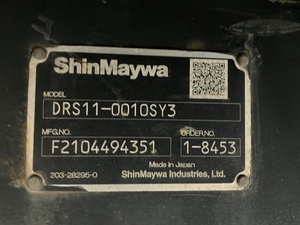 ShinMaywa
MODEL
DRS11-0010SY3
MFG.NO. ORDER.NO.
F2104494351 1-8453
Made in Japan
203-28295-0 ShinMaywa Industries, Ltd.